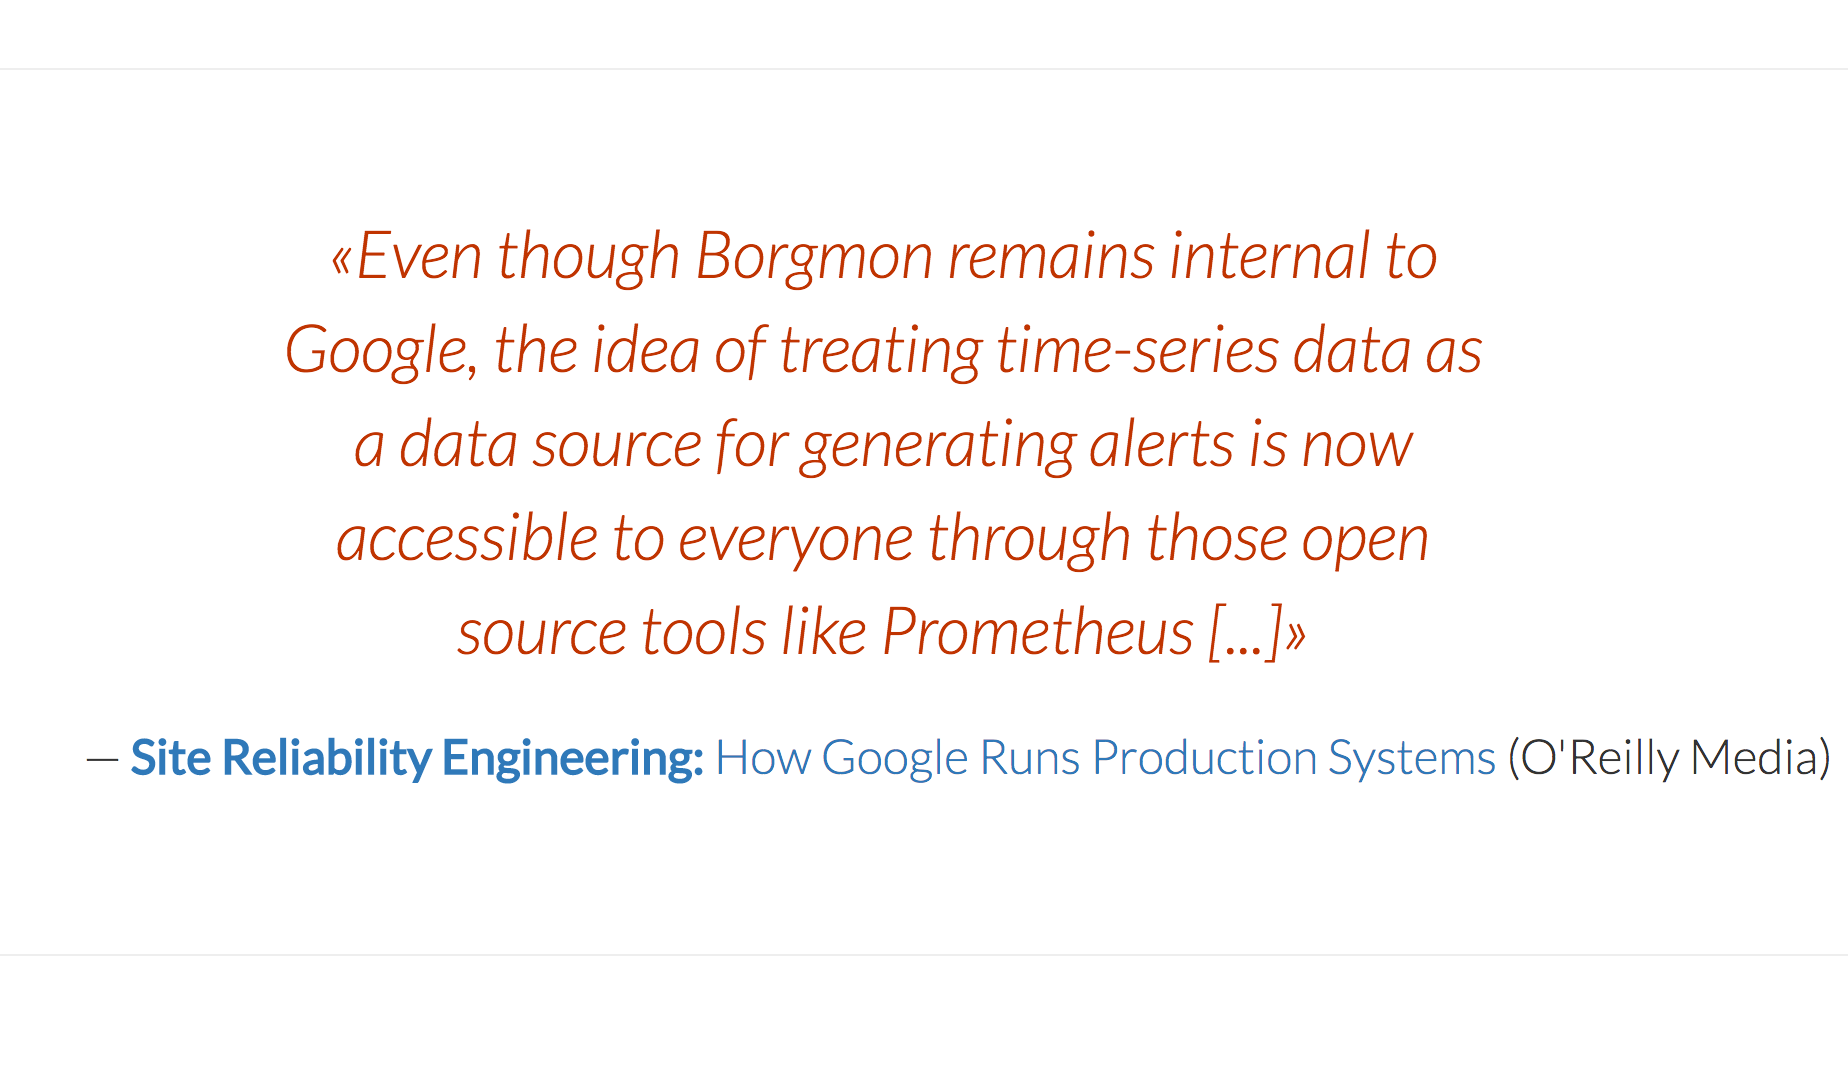 «Even though Borgmon remains internal to
Google, the idea of treating time-series data as
a data source for generating alerts is now
accessible to everyone through those open
source tools like Prometheus [...]»
— Site Reliability Engineering: How Google Runs Production Systems (O'Reilly Media)